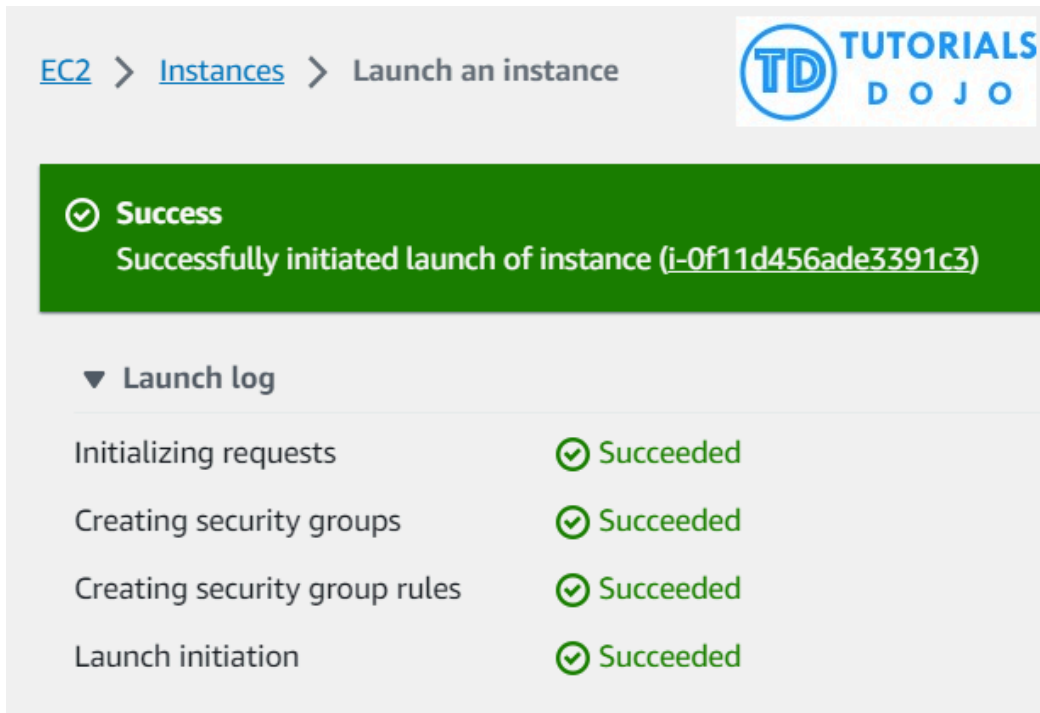 EC2 > Instances > Launch an instance
TD TUTORIALS
DOJO
Success
Successfully initiated launch of instance (i-0f11d456ade3391c3)
Launch log
Initializing requests Succeeded
Creating security groups Succeeded
Creating security group rules Succeeded
Launch initiation Succeeded